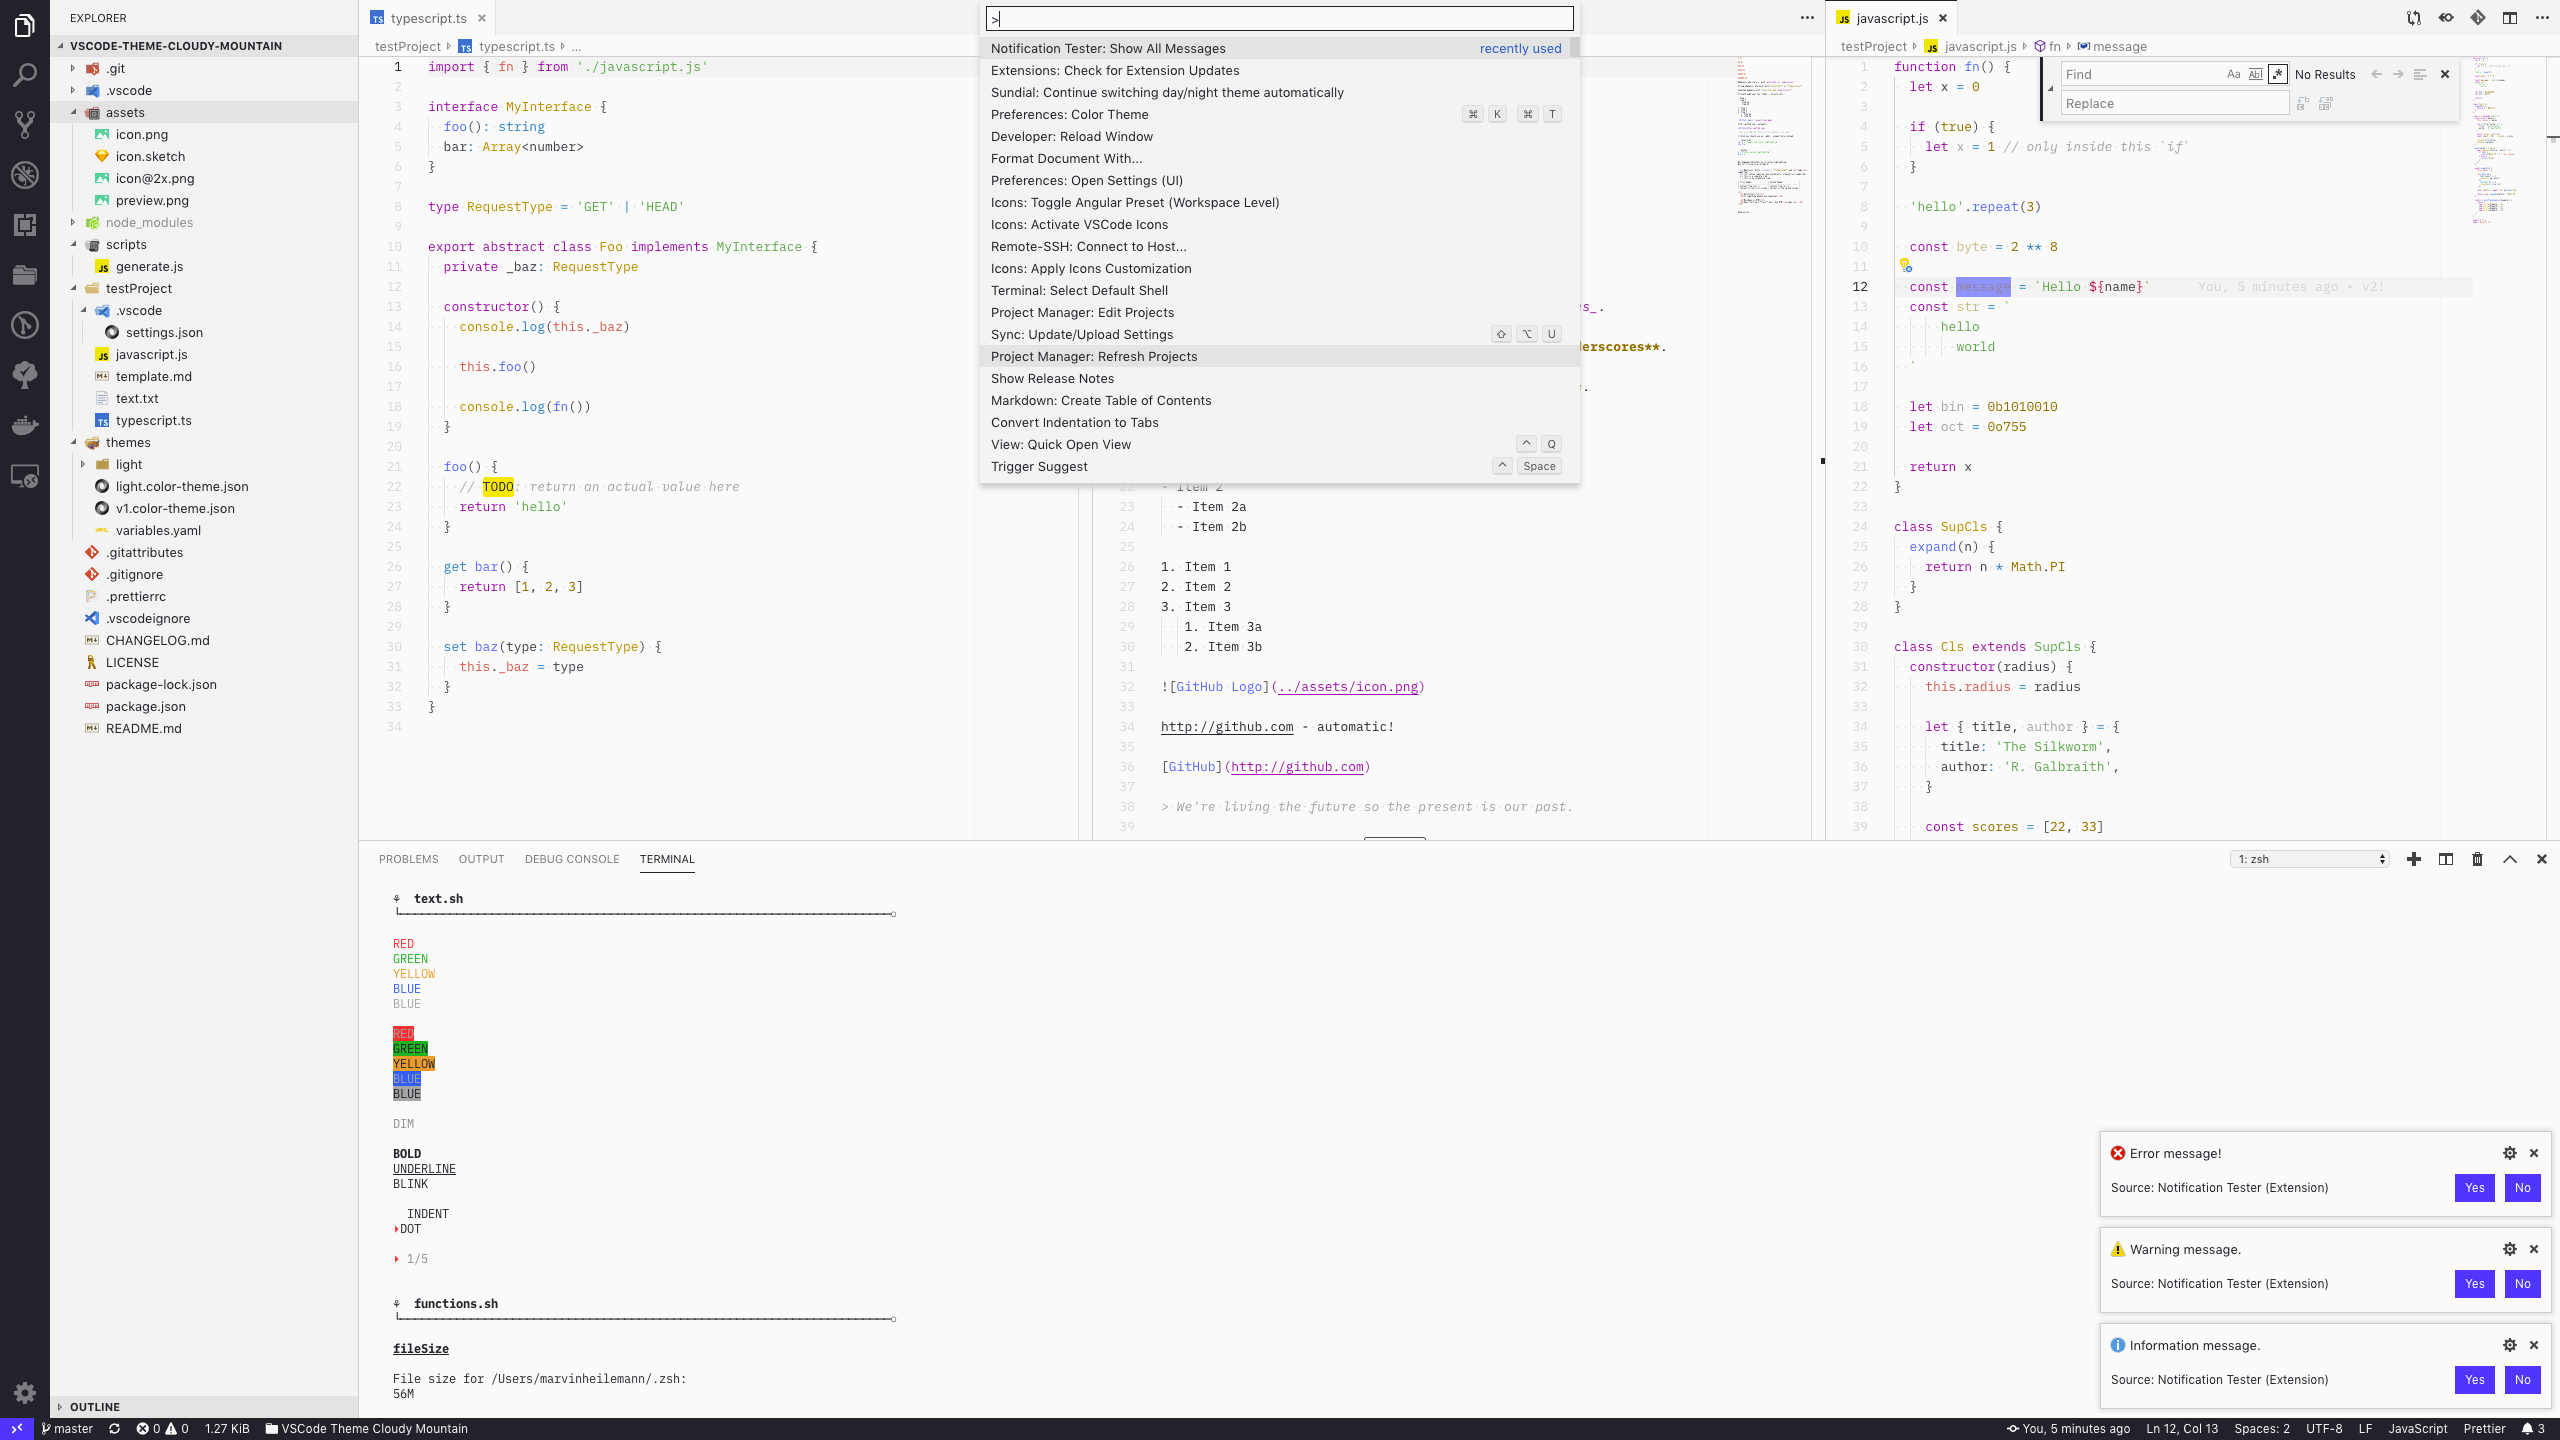 EXPLORER
VSCODE-THEME-CLOUDY-MOUNTAIN
.git
.vscode
assets
icon.png
icon.sketch
icon@2x.png
preview.png
node_modules
scripts
generate.js
testProject
.vscode
settings.json
javascript.js
template.md
text.txt
typescript.ts
themes
light
light.color-theme.json
v1.color-theme.json
variables.yaml
.gitattributes
.gitignore
.prettierrc
.vscodeignore
CHANGELOG.md
LICENSE
package-lock.json
package.json
README.md
OUTLINE
typescript.ts
testProject typescript.ts ...
1 import { fn } from './javascript.js'
2
3 interface MyInterface {
4 foo(): string
5 bar: Array<number>
6 }
7
8 type RequestType = 'GET' | 'HEAD'
9
10 export abstract class Foo implements MyInterface {
11 private _baz: RequestType
12
13 constructor() {
14 console.log(this._baz)
15
16 this.foo()
17
18 console.log(fn())
19 }
20
21 foo() {
22 // TODO: return an actual value here
23 return 'hello'
24 }
25
26 get bar() {
27 return [1, 2, 3]
28 }
29
30 set baz(type: RequestType) {
31 this._baz = type
32 }
33 }
34
>
Notification Tester: Show All Messages recently used
Extensions: Check for Extension Updates
Sundial: Continue switching day/night theme automatically
Preferences: Color Theme ⌘ K ⌘ T
Developer: Reload Window
Format Document With...
Preferences: Open Settings (UI)
Icons: Toggle Angular Preset (Workspace Level)
Icons: Activate VSCode Icons
Remote-SSH: Connect to Host...
Icons: Apply Icons Customization
Terminal: Select Default Shell
Project Manager: Edit Projects
Sync: Update/Upload Settings ⇧ ⌥ U
Project Manager: Refresh Projects
Show Release Notes
Markdown: Create Table of Contents
Convert Indentation to Tabs
View: Quick Open View ^ Q
Trigger Suggest ^ Space
s_.
derscores**.
22 - Item 2
23 - Item 2a
24 - Item 2b
25
26 1. Item 1
27 2. Item 2
28 3. Item 3
29 1. Item 3a
30 2. Item 3b
31
32 ![GitHub Logo](../assets/icon.png)
33
34 http://github.com - automatic!
35
36 [GitHub](http://github.com)
37
38 > We're living the future so the present is our past.
39
javascript.js
testProject javascript.js fn message
Find Aa Abl .* No Results
Replace
1 function fn() {
2 let x = 0
3
4 if (true) {
5 let x = 1 // only inside this `if`
6 }
7
8 'hello'.repeat(3)
9
10 const byte = 2 ** 8
11
12 const message = `Hello ${name}` You, 5 minutes ago • v2!
13 const str = `
14 hello
15 world
16 `
17
18 let bin = 0b1010010
19 let oct = 0o755
20
21 return x
22 }
23
24 class SupCls {
25 expand(n) {
26 return n * Math.PI
27 }
28 }
29
30 class Cls extends SupCls {
31 constructor(radius) {
32 this.radius = radius
33
34 let { title, author } = {
35 title: 'The Silkworm',
36 author: 'R. Galbraith',
37 }
38
39 const scores = [22, 33]
PROBLEMS OUTPUT DEBUG CONSOLE TERMINAL
1: zsh
text.sh
RED
GREEN
YELLOW
BLUE
BLUE
RED
GREEN
YELLOW
BLUE
BLUE
DIM
BOLD
UNDERLINE
BLINK
INDENT
DOT
1/5
functions.sh
fileSize
File size for /Users/marvinheilemann/.zsh:
56M
Error message!
Source: Notification Tester (Extension) Yes No
Warning message.
Source: Notification Tester (Extension) Yes No
Information message.
Source: Notification Tester (Extension) Yes No
master 0 0 1.27 KiB VSCode Theme Cloudy Mountain You, 5 minutes ago Ln 12, Col 13 Spaces: 2 UTF-8 LF JavaScript Prettier 3